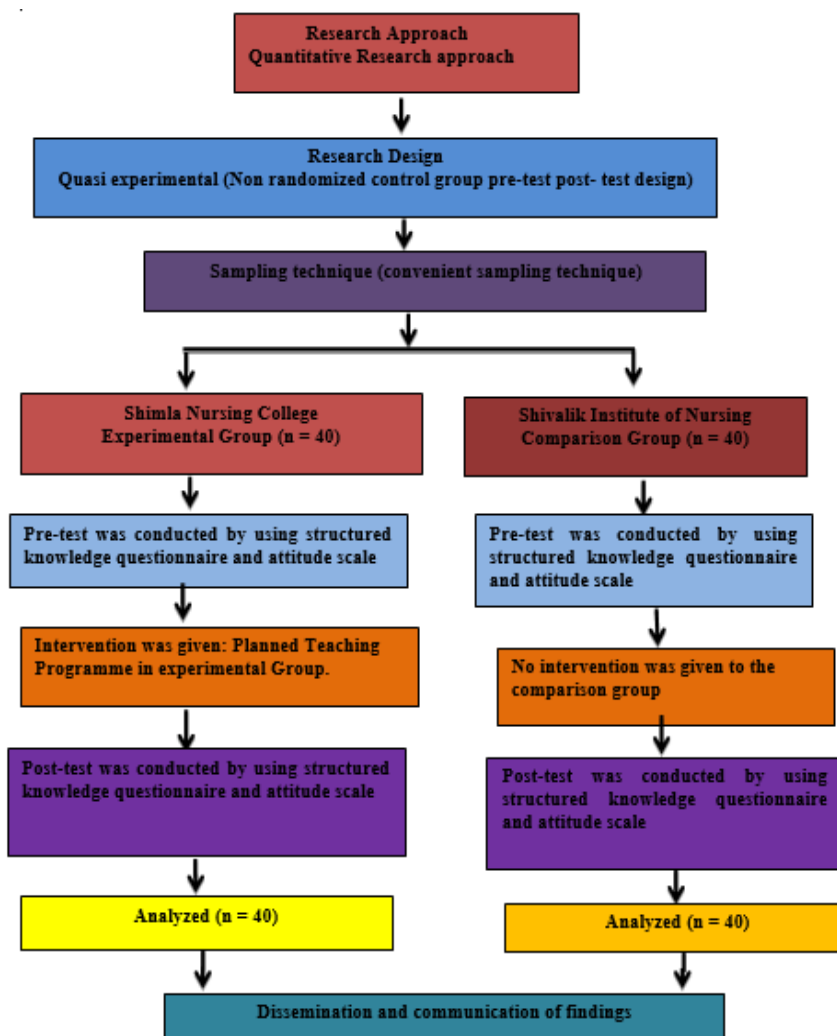 Research Approach
Quantitative Research approach
Research Design
Quasi experimental (Non randomized control group pre-test post- test design)
Sampling technique (convenient sampling technique)
Shimla Nursing College
Experimental Group (n = 40)
Shivalik Institute of Nursing
Comparison Group (n = 40)
Pre-test was conducted by using structured
knowledge questionnaire and attitude scale
Pre-test was conducted by using
structured knowledge questionnaire
and attitude scale
Intervention was given: Planned Teaching
Programme in experimental Group.
No intervention was given to the
comparison group
Post-test was conducted by using structured
knowledge questionnaire and attitude scale
Post-test was conducted by using
structured knowledge questionnaire
and attitude scale
Analyzed (n = 40)
Analyzed (n = 40)
Dissemination and communication of findings